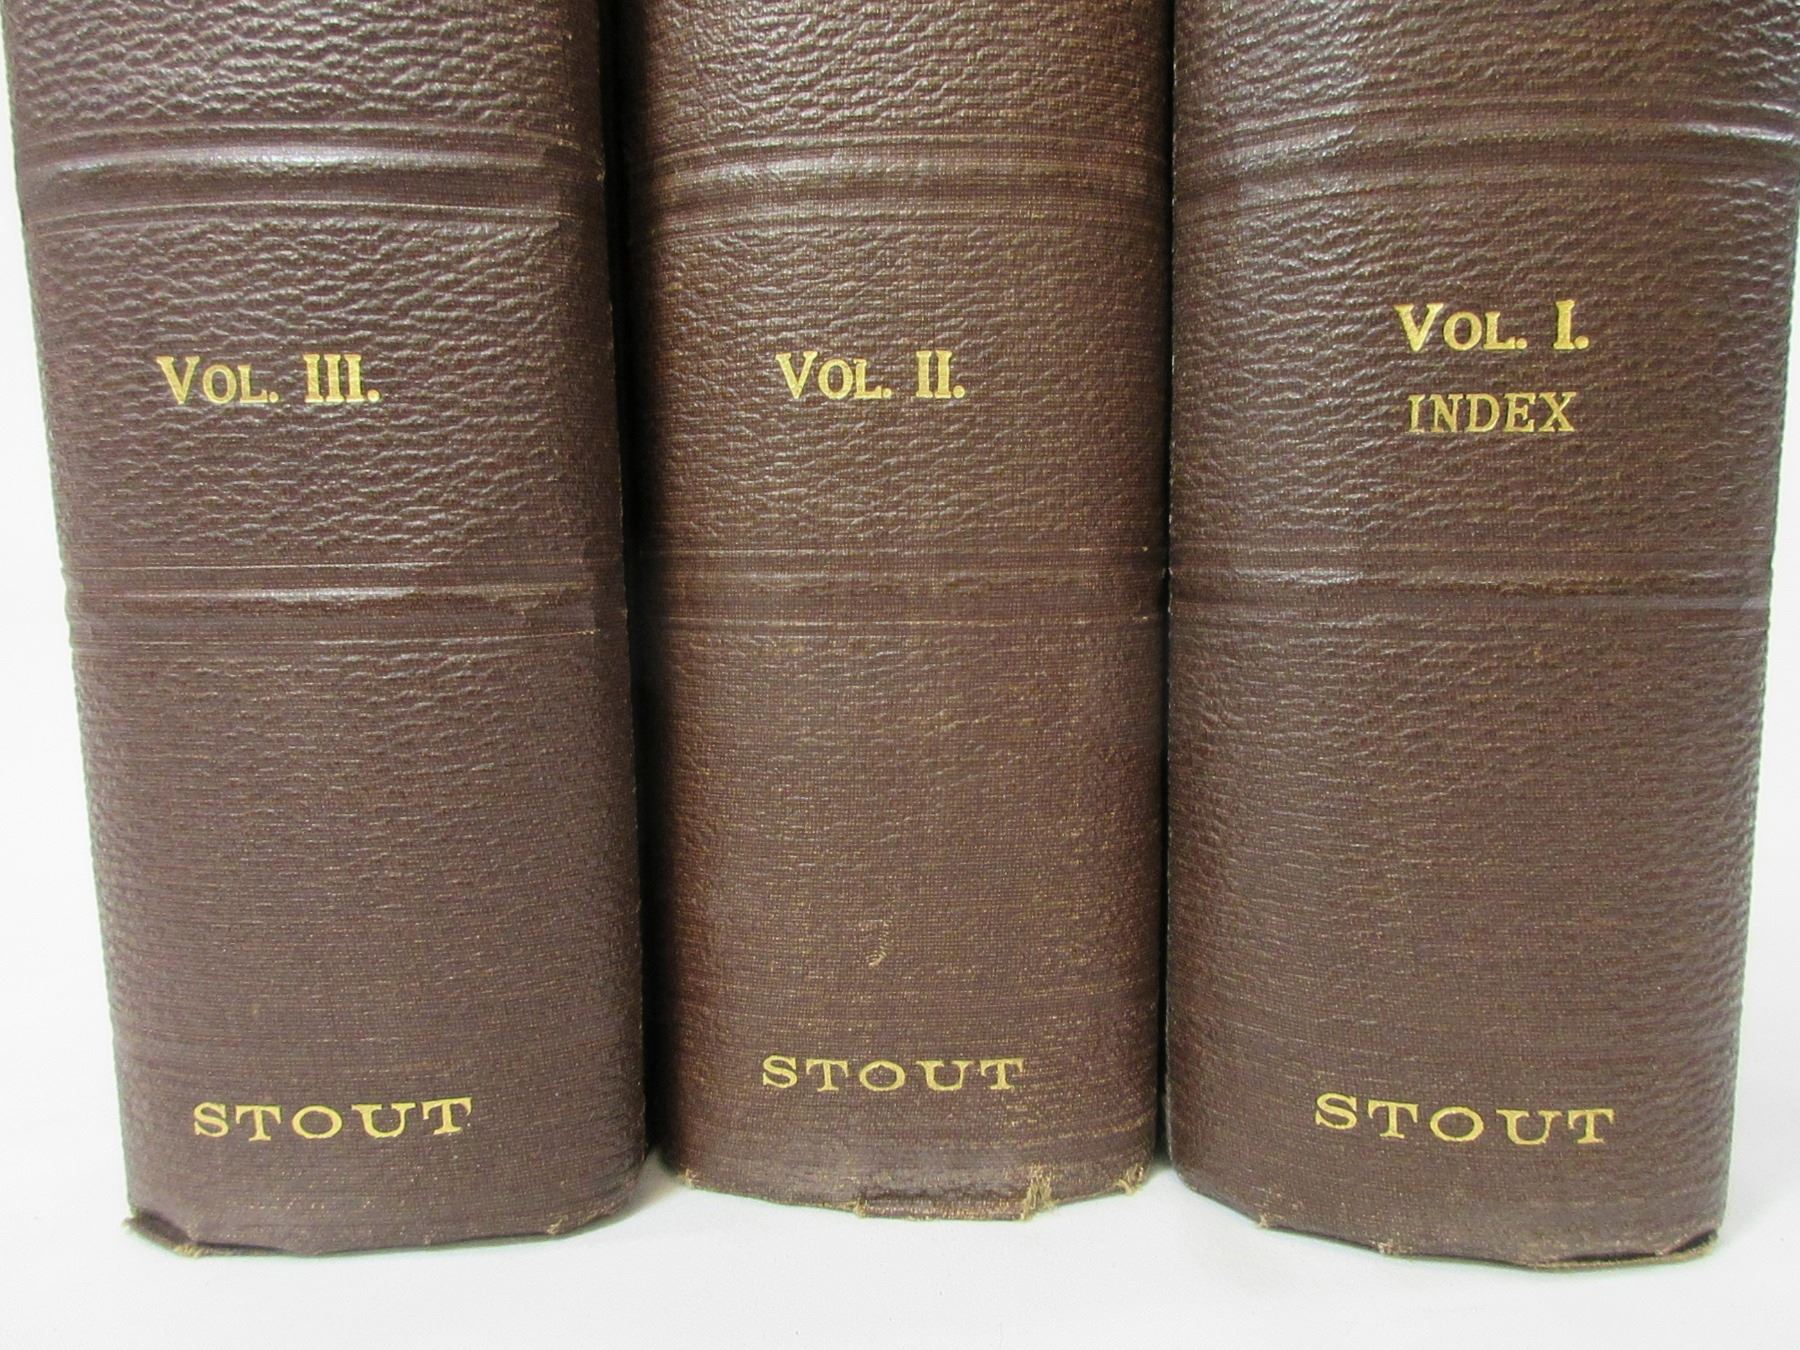 VOL. III.
STOUT
VOL. II.
STOUT
VOL. I.
INDEX
STOUT